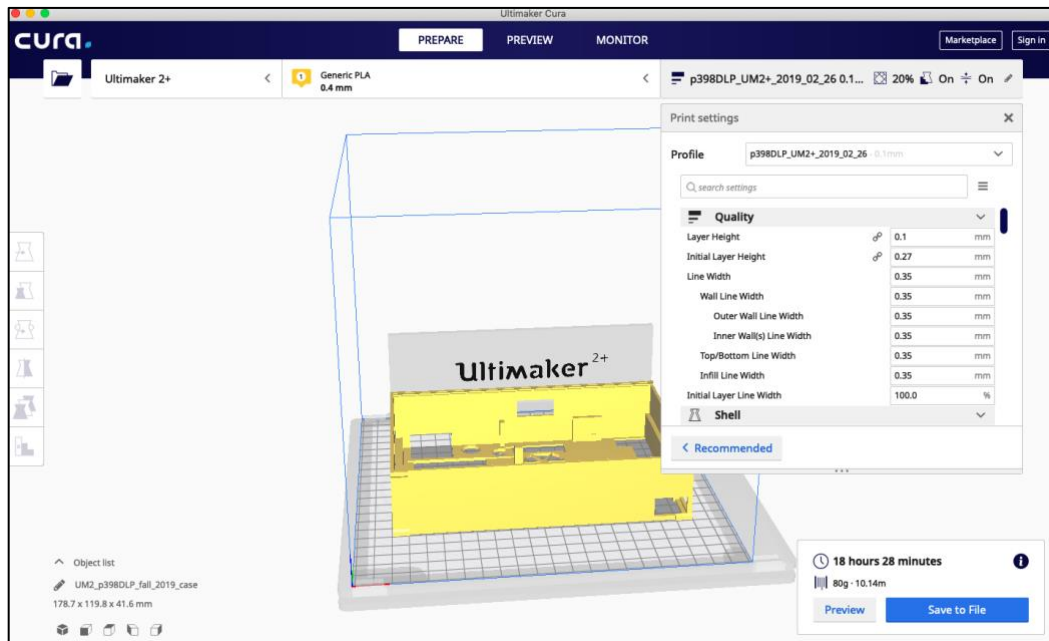 Ultimaker Cura
cura.
PREPARE PREVIEW MONITOR
Marketplace Sign in
Ultimaker 2+
1 Generic PLA
0.4 mm
p398DLP_UM2+_2019_02_26 0.1... 20% On On
Print settings
Profile p398DLP_UM2+_2019_02_26 - 0.1mm
search settings
Quality
Layer Height 0.1 mm
Initial Layer Height 0.27 mm
Line Width 0.35 mm
Wall Line Width 0.35 mm
Outer Wall Line Width 0.35 mm
Inner Wall(s) Line Width 0.35 mm
Top/Bottom Line Width 0.35 mm
Infill Line Width 0.35 mm
Initial Layer Line Width 100.0 %
Shell
Recommended
Ultimaker 2+
Object list
UM2_p398DLP_fall_2019_case
178.7 x 119.8 x 41.6 mm
18 hours 28 minutes
80g · 10.14m
Preview Save to File